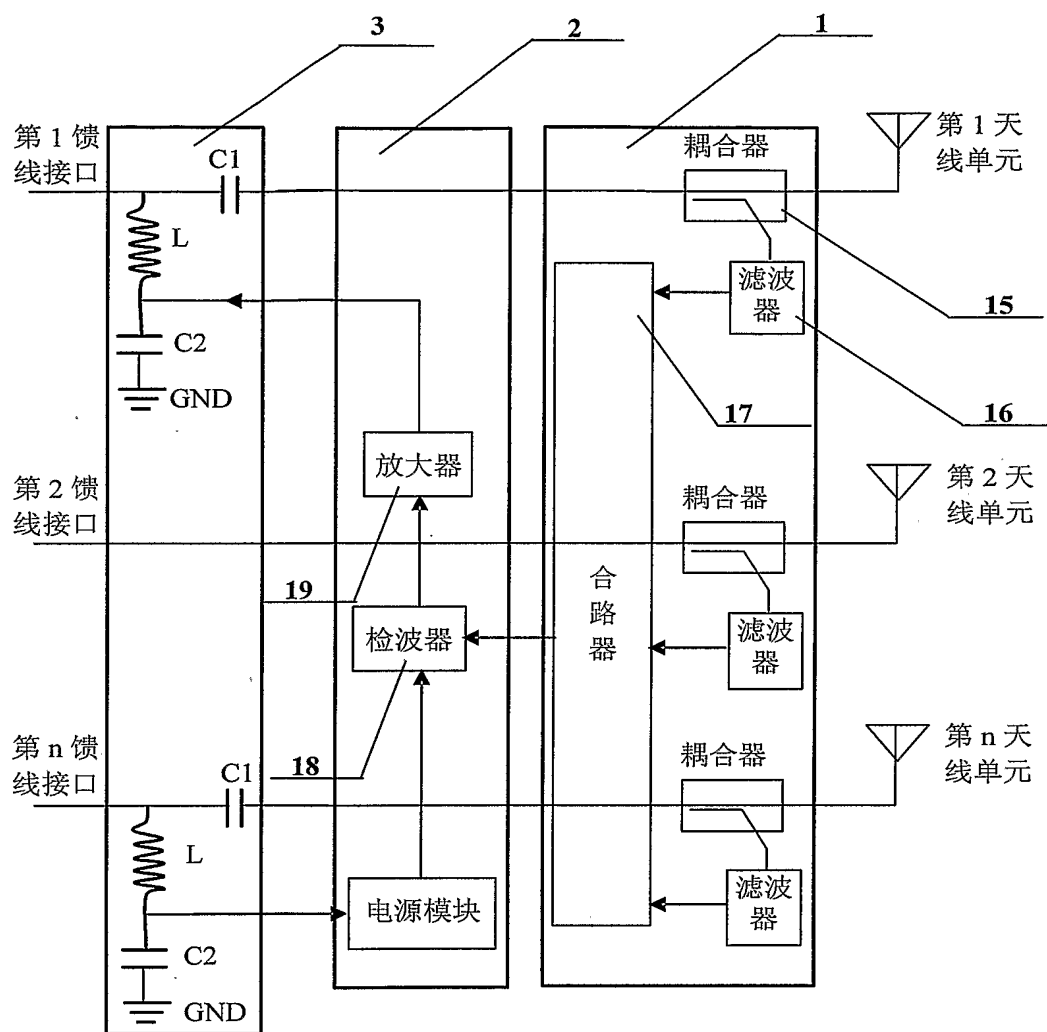 3
2
1
第1馈
线接口
C1
耦合器
第1天
线单元
L
滤波
器
15
C2
GND
17
16
放大器
第2馈
线接口
耦合器
第2天
线单元
19
合
路
器
检波器
滤波
器
第n馈
线接口
C1
18
耦合器
第n天
线单元
L
电源模块
滤波
器
C2
GND